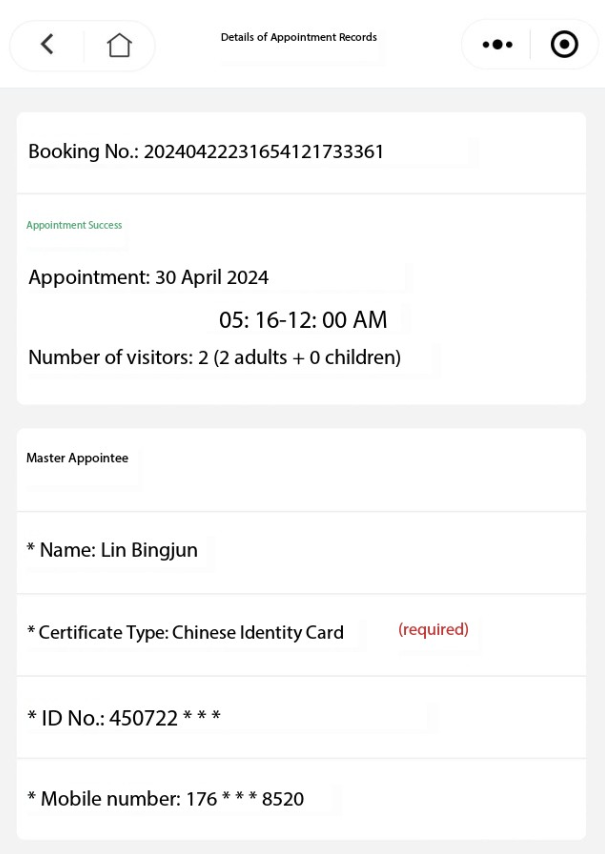 Details of Appointment Records
Booking No.: 20240422231654121733361
Appointment Success
Appointment: 30 April 2024
05: 16-12: 00 AM
Number of visitors: 2 (2 adults + 0 children)
Master Appointee
* Name: Lin Bingjun
* Certificate Type: Chinese Identity Card (required)
* ID No.: 450722 * * *
* Mobile number: 176 * * * 8520